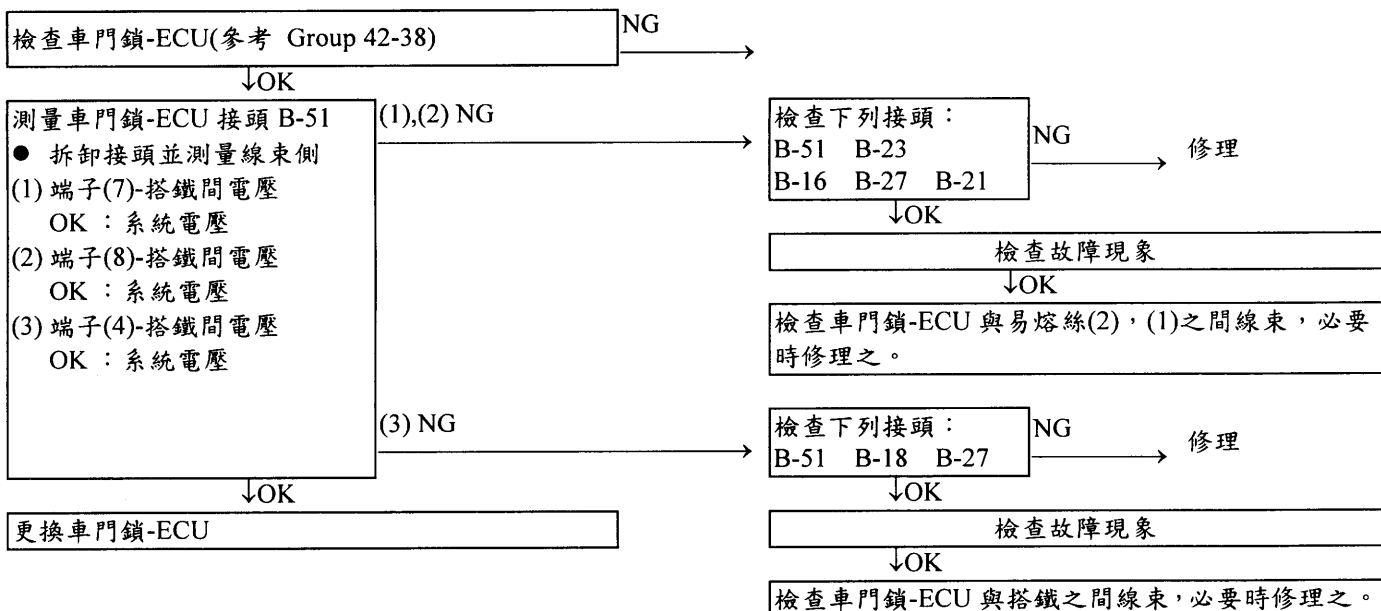 檢查車門鎖-ECU(參考 Group 42-38)
NG
↓OK
測量車門鎖-ECU 接頭 B-51
● 拆卸接頭並測量線束側
(1) 端子(7)-搭鐵間電壓
OK：系統電壓
(2) 端子(8)-搭鐵間電壓
OK：系統電壓
(3) 端子(4)-搭鐵間電壓
OK：系統電壓
(1),(2) NG
檢查下列接頭：
B-51 B-23
B-16 B-27 B-21
NG
修理
↓OK
檢查故障現象
↓OK
檢查車門鎖-ECU 與易熔絲(2)，(1)之間線束，必要
時修理之。
(3) NG
檢查下列接頭：
B-51 B-18 B-27
NG
修理
↓OK
檢查故障現象
↓OK
檢查車門鎖-ECU 與搭鐵之間線束，必要時修理之。
↓OK
更換車門鎖-ECU